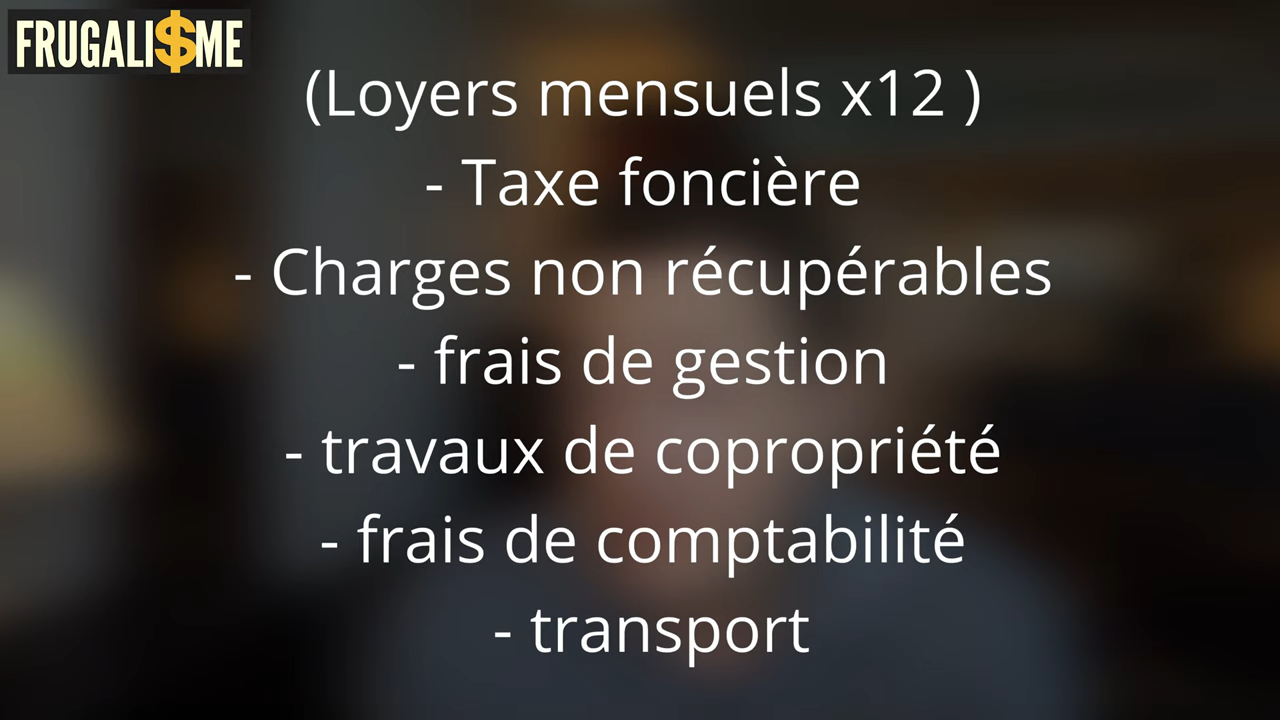 FRUGALI$ME
(Loyers mensuels x12 )
- Taxe foncière
- Charges non récupérables
- frais de gestion
- travaux de copropriété
- frais de comptabilité
- transport